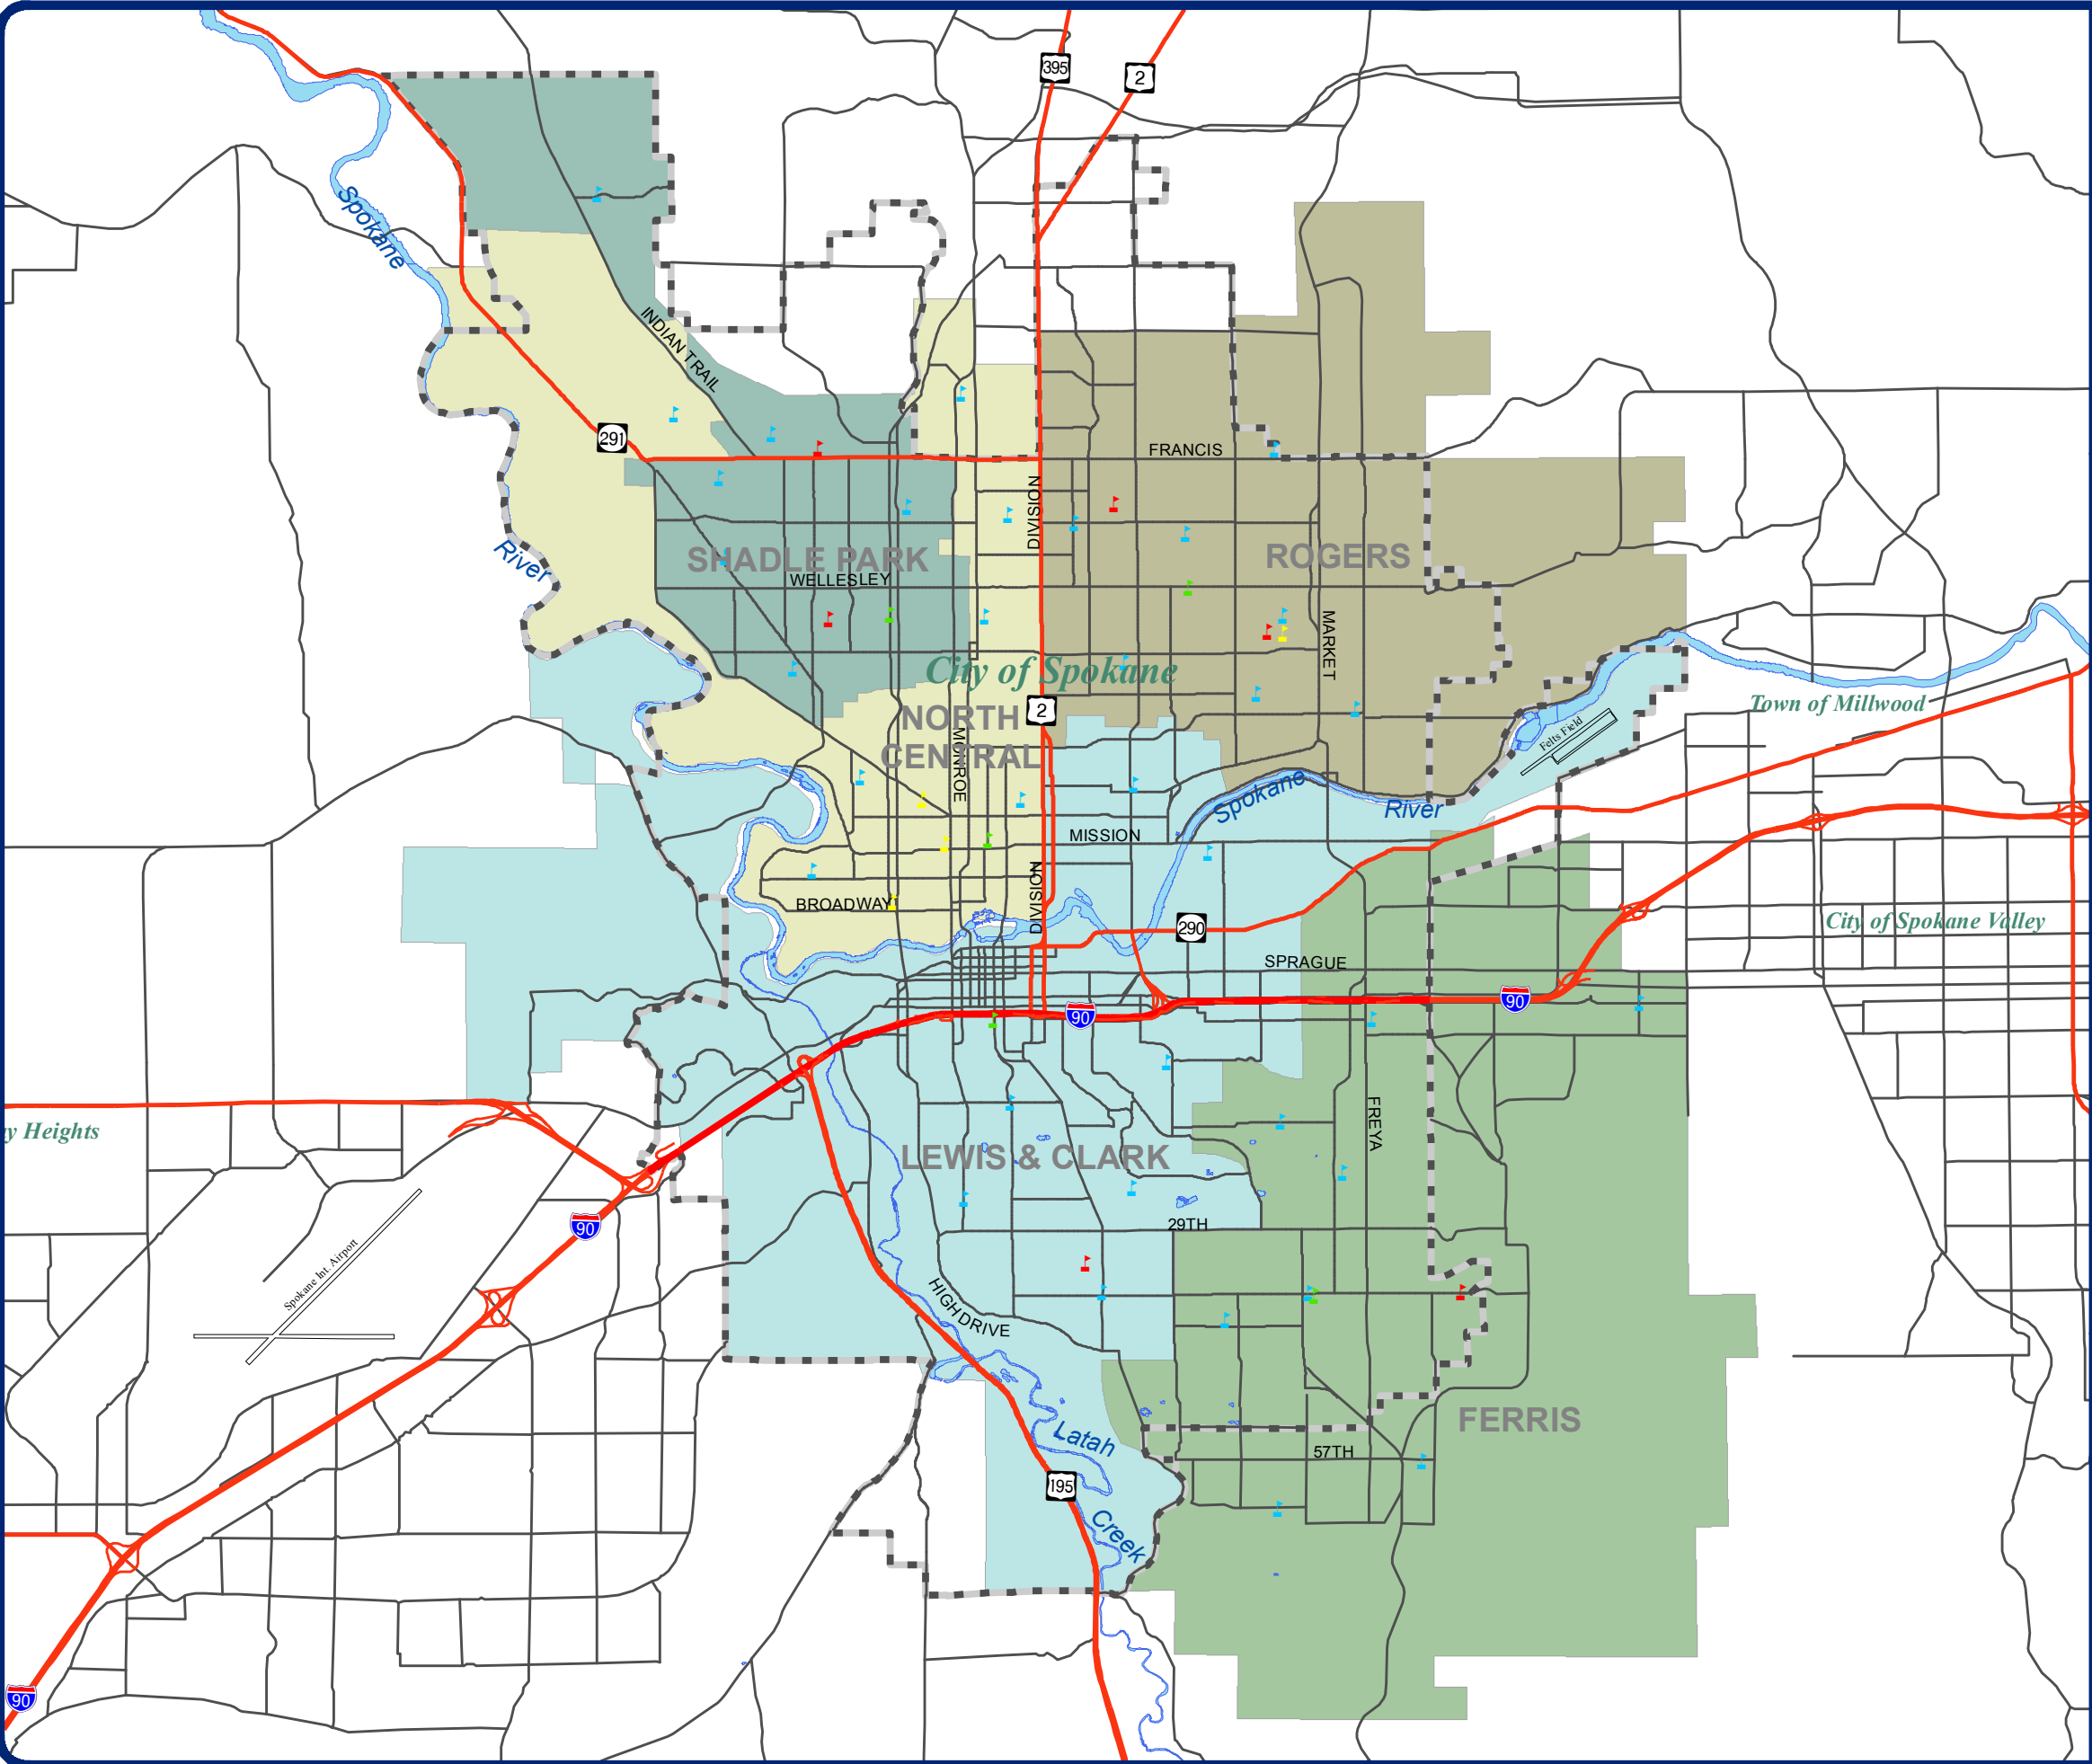 395
2
Spokane
INDIAN TRAIL
291
FRANCIS
DIVISION
River
SHADLE PARK
ROGERS
WELLESLEY
MARKET
City of Spokane
2
NORTH
CENTRAL
MONROE
Town of Millwood
Felts Field
Spokane
River
MISSION
DIVISION
BROADWAY
290
City of Spokane Valley
SPRAGUE
90
90
y Heights
FREYA
LEWIS & CLARK
29TH
90
Spokane Int. Airport
HIGH DRIVE
FERRIS
Latah
57TH
195
Creek
90